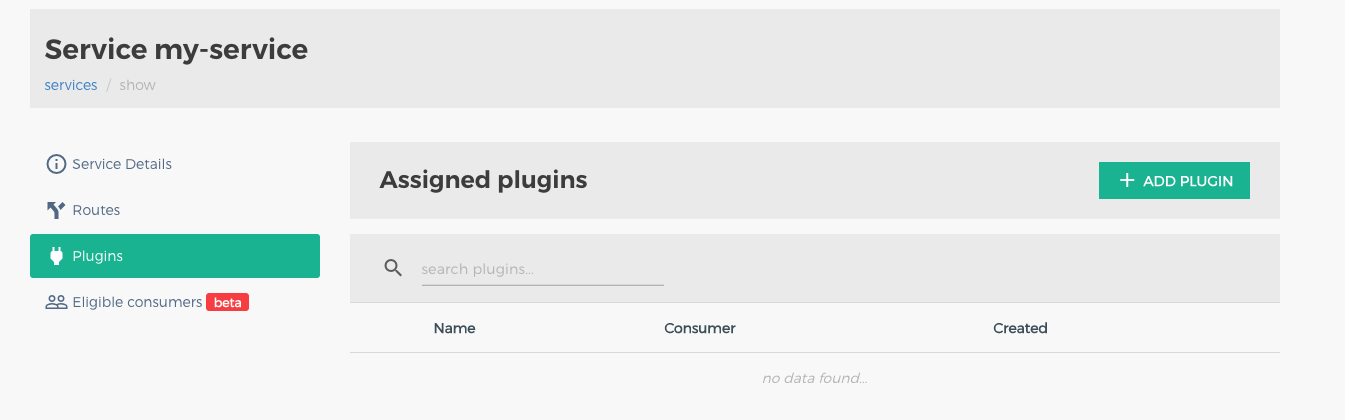 Service my-service
services / show
Service Details
Routes
Plugins
Eligible consumers beta
Assigned plugins
ADD PLUGIN
search plugins...
Name Consumer Created
no data found...